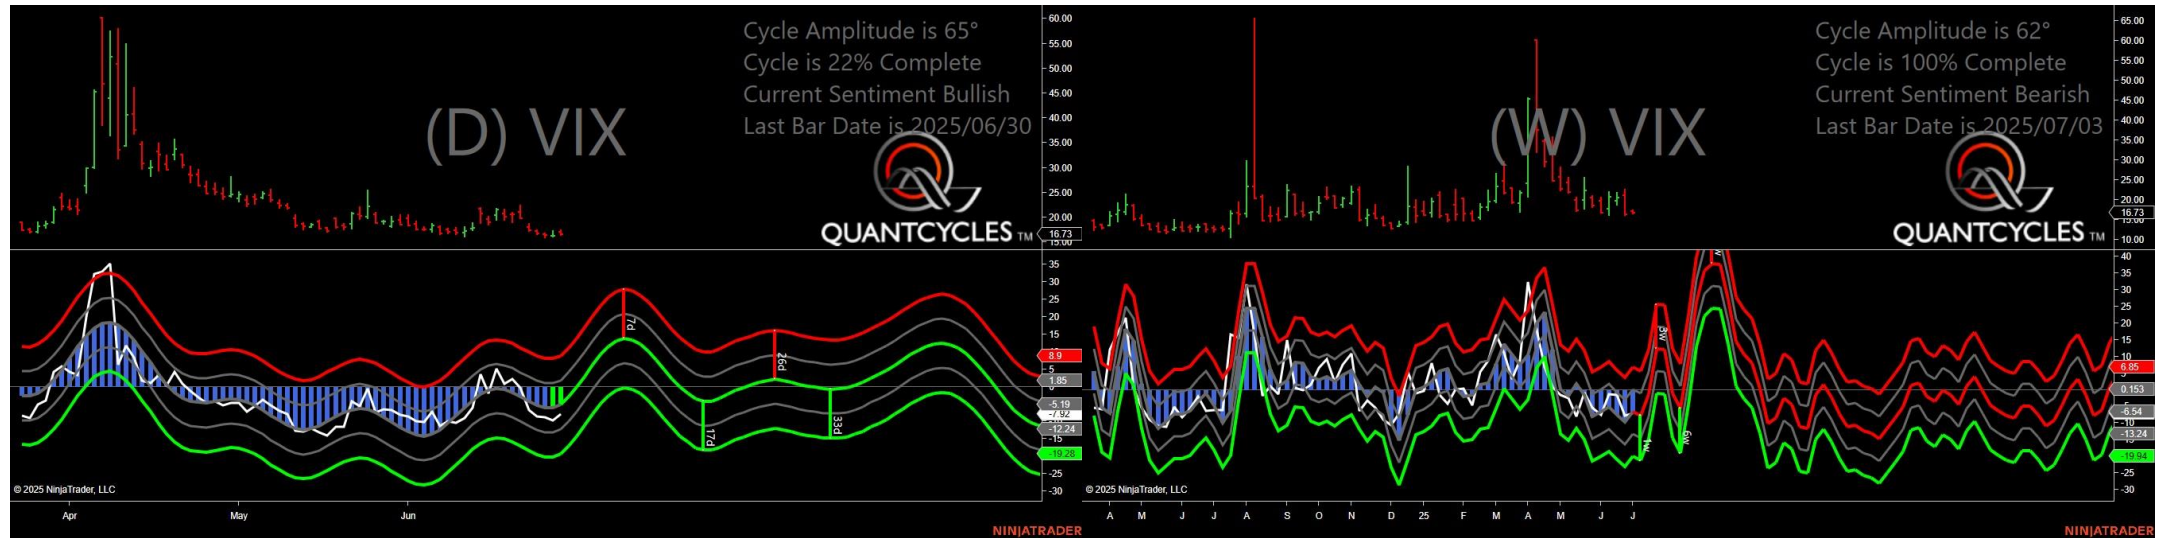 Cycle Amplitude is 65°
Cycle is 22% Complete
Current Sentiment Bullish
Last Bar Date is 2025/06/30
(D) VIX
QUANTCYCLES TM
60.00
55.00
50.00
45.00
40.00
35.00
30.00
25.00
20.00
16.73
15.00
35
30
25
20
15
10
8.9
5
1.85
0
-5.19
-7.92
-12.24
-15
-19.28
-25
-30
7d
17d
26d
33d
© 2025 NinjaTrader, LLC
Apr
May
Jun
NINJATRADER
Cycle Amplitude is 62°
Cycle is 100% Complete
Current Sentiment Bearish
Last Bar Date is 2025/07/03
(W) VIX
QUANTCYCLES TM
65.00
60.00
55.00
50.00
45.00
40.00
35.00
30.00
25.00
20.00
16.73
15.00
10.00
40
35
30
25
20
15
10
6.85
0.153
-6.54
-10
-13.24
-19.94
-25
-30
1w
6w
© 2025 NinjaTrader, LLC
A M J J A S O N D 25 F M A M J J
NINJATRADER